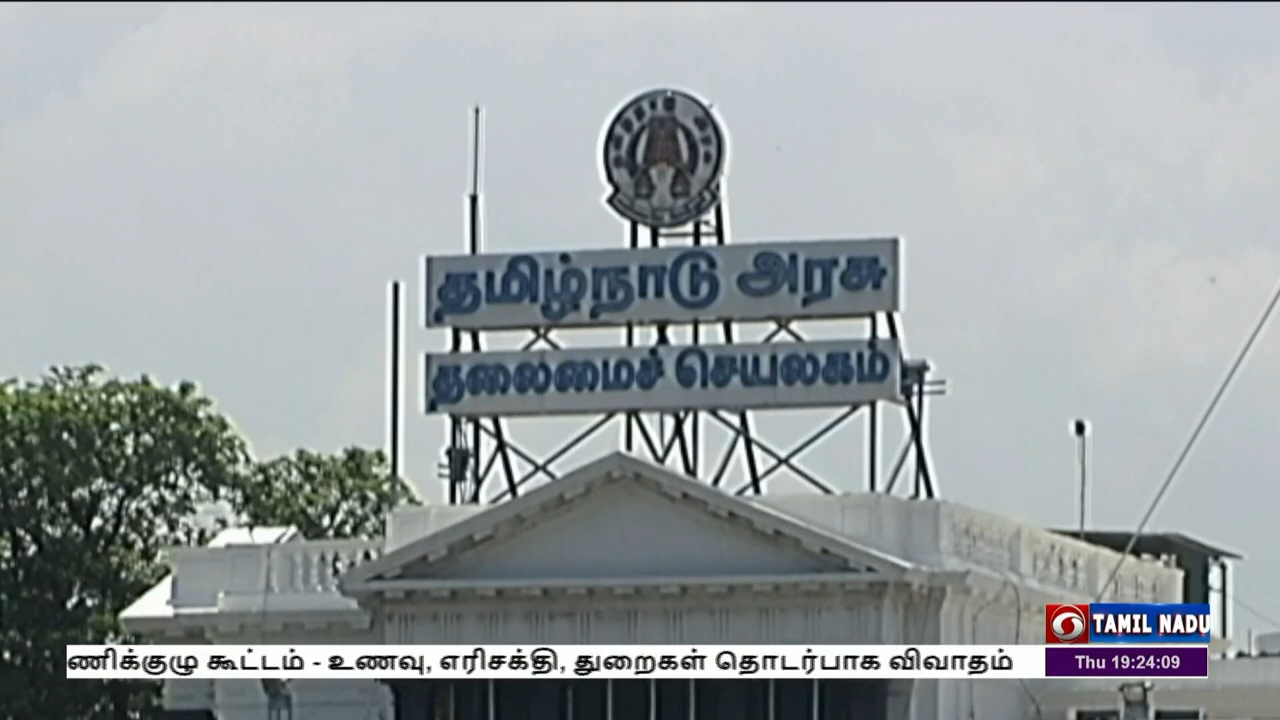 தமிழ்நாடு அரசு
தலைமைச் செயலகம்
TAMIL NADU
ணிக்குழு கூட்டம் - உணவு, எரிசக்தி, துறைகள் தொடர்பாக விவாதம்
Thu 19:24:09